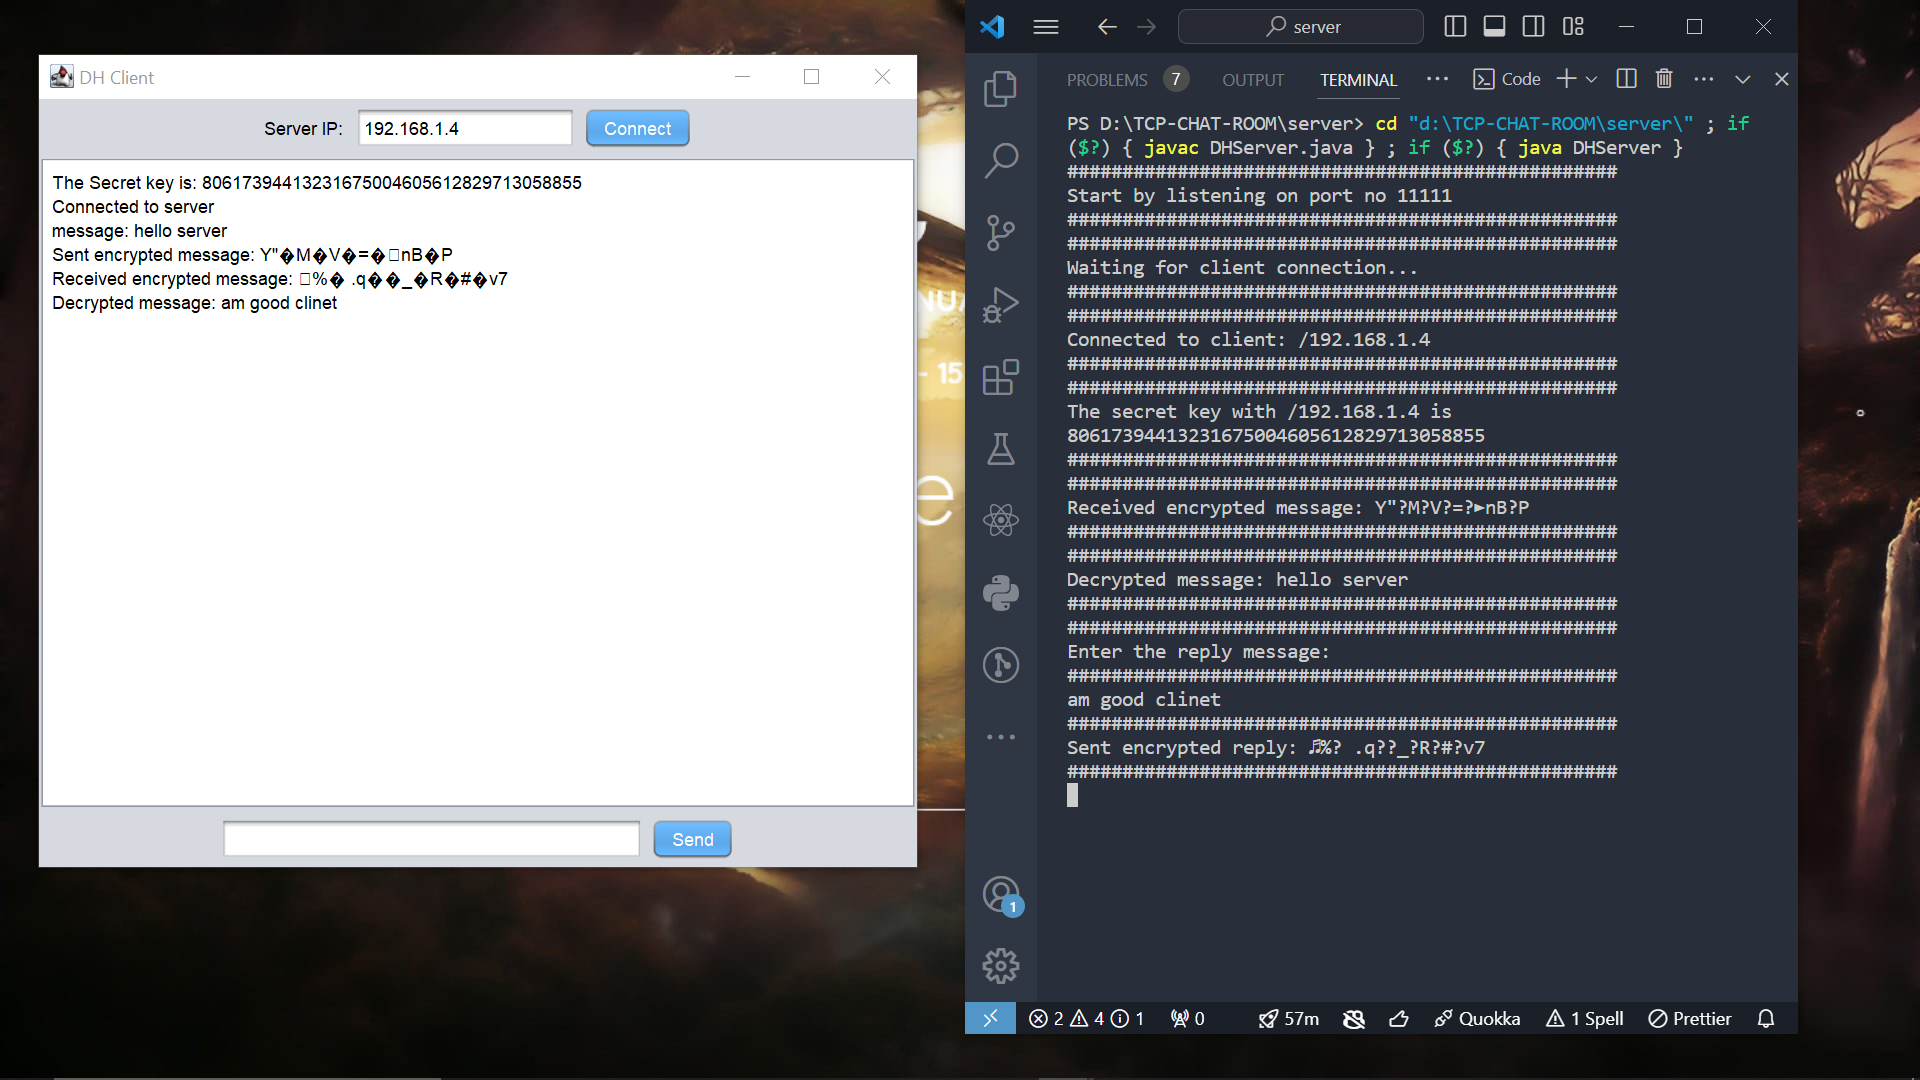 DH Client
Server IP: 192.168.1.4 Connect
The Secret key is: 80617394413231675004605612829713058855
Connected to server
message: hello server
Sent encrypted message: Y"�M�V�=�□nB�P
Received encrypted message: □%� .q��_�R�#�v7
Decrypted message: am good clinet
Send
NU
- 15
e
server
PROBLEMS 7 OUTPUT TERMINAL ... Code
PS D:\TCP-CHAT-ROOM\server> cd "d:\TCP-CHAT-ROOM\server\" ; if
($?) { javac DHServer.java } ; if ($?) { java DHServer }
##################################################
Start by listening on port no 11111
##################################################
##################################################
Waiting for client connection...
##################################################
##################################################
Connected to client: /192.168.1.4
##################################################
##################################################
The secret key with /192.168.1.4 is
80617394413231675004605612829713058855
##################################################
##################################################
Received encrypted message: Y"?M?V?=?►nB?P
##################################################
##################################################
Decrypted message: hello server
##################################################
##################################################
Enter the reply message:
##################################################
am good clinet
##################################################
Sent encrypted reply: ♫%? .q??_?R?#?v7
##################################################
1
2 4 1 0 57m Quokka 1 Spell Prettier